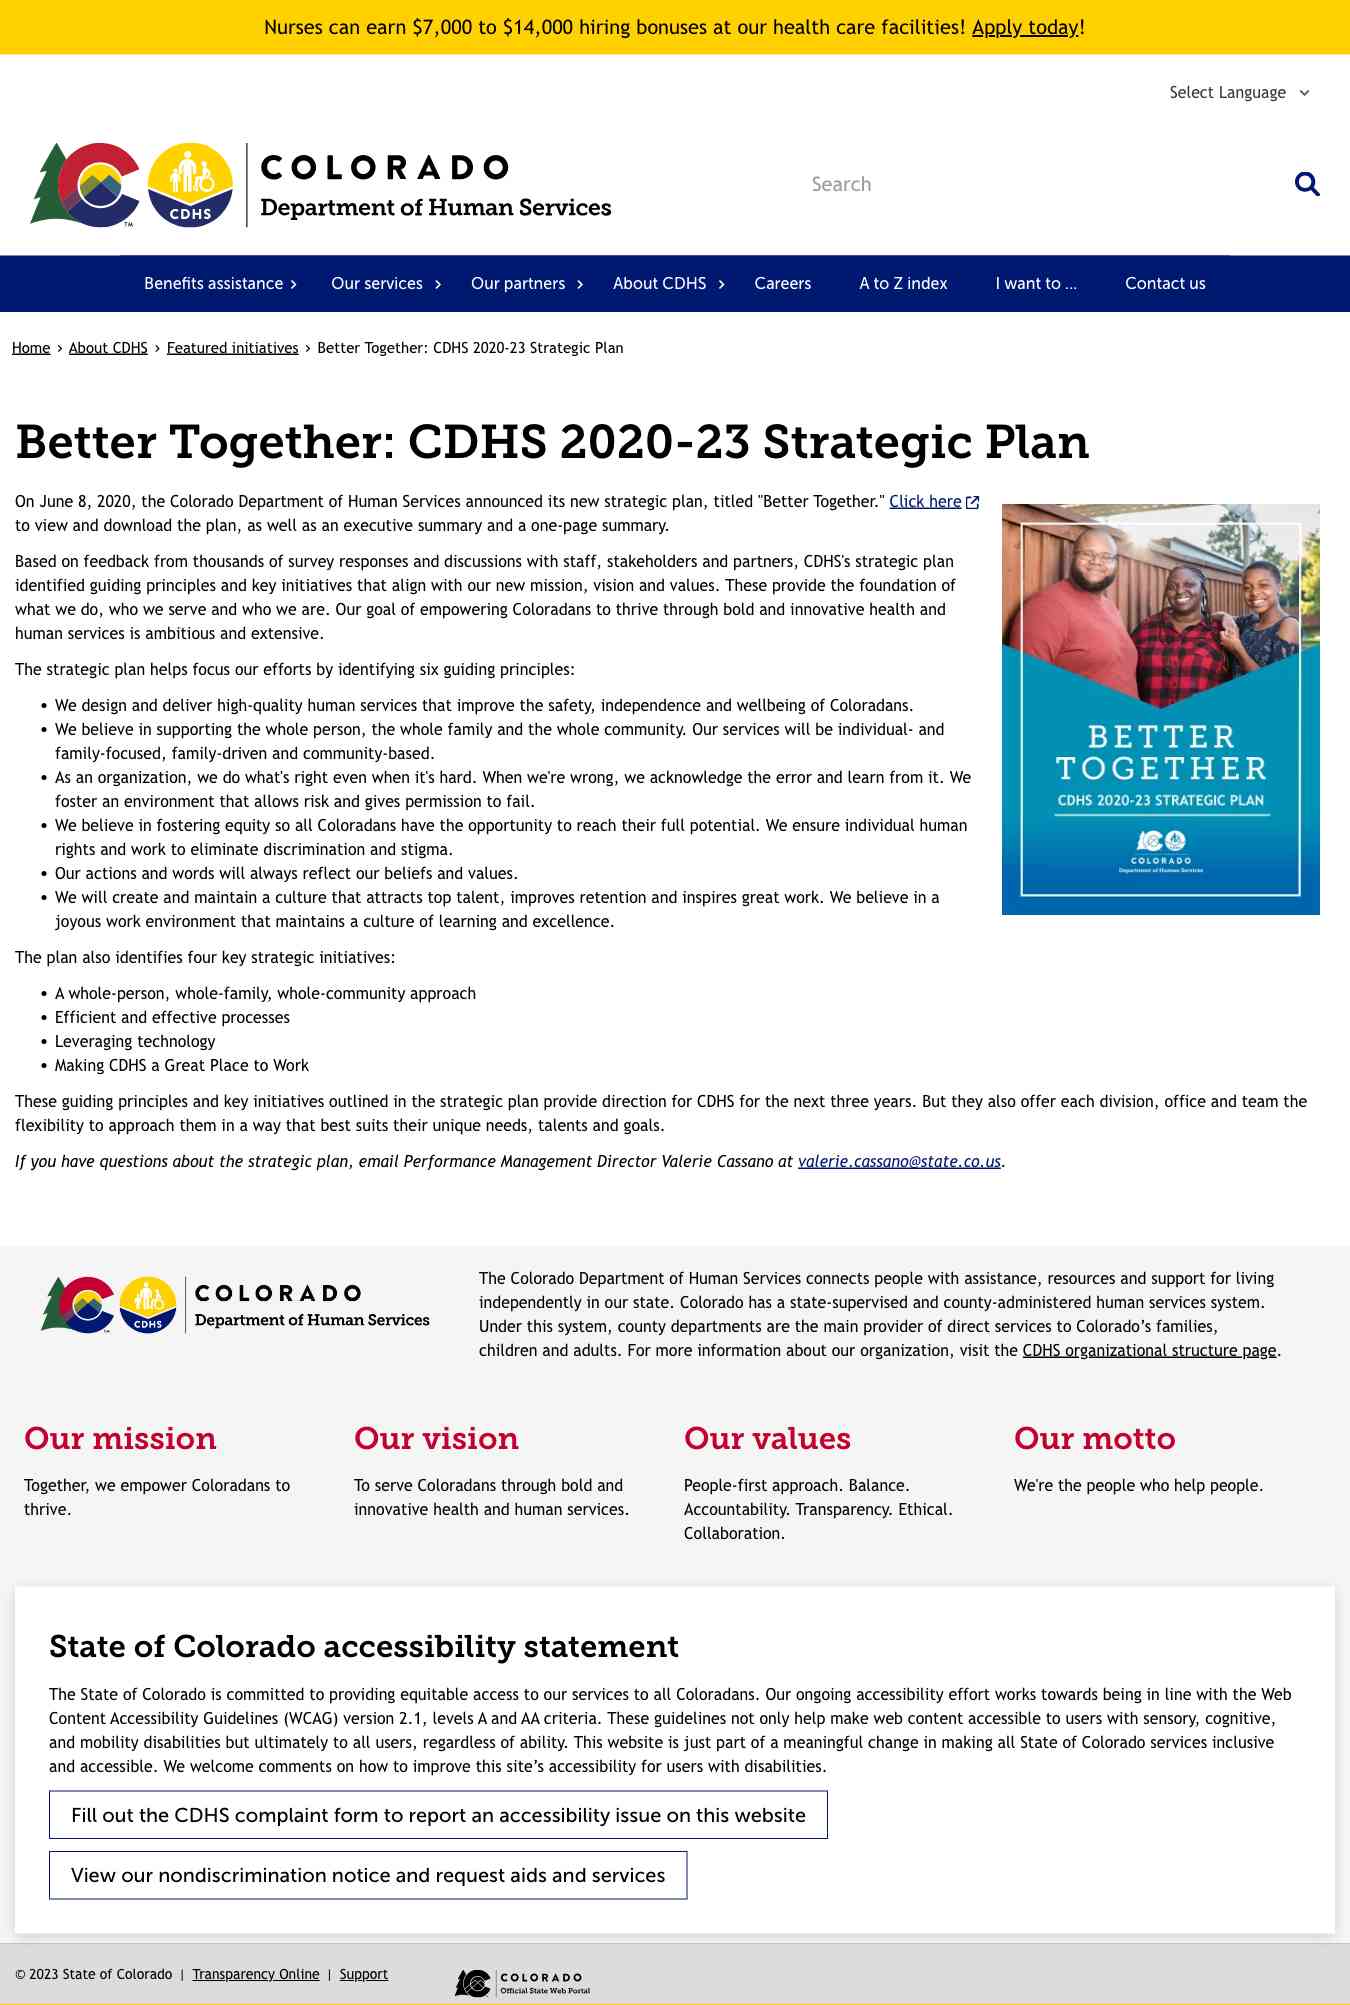 Nurses can earn $7,000 to $14,000 hiring bonuses at our health care facilities! Apply today!
Select Language
COLORADO
Department of Human Services
CDHS
TM
Search
Benefits assistance › Our services › Our partners › About CDHS › Careers A to Z index I want to ... Contact us
Home › About CDHS › Featured initiatives › Better Together: CDHS 2020-23 Strategic Plan
Better Together: CDHS 2020-23 Strategic Plan
On June 8, 2020, the Colorado Department of Human Services announced its new strategic plan, titled "Better Together." Click here
to view and download the plan, as well as an executive summary and a one-page summary.
Based on feedback from thousands of survey responses and discussions with staff, stakeholders and partners, CDHS's strategic plan
identified guiding principles and key initiatives that align with our new mission, vision and values. These provide the foundation of
what we do, who we serve and who we are. Our goal of empowering Coloradans to thrive through bold and innovative health and
human services is ambitious and extensive.
The strategic plan helps focus our efforts by identifying six guiding principles:
• We design and deliver high-quality human services that improve the safety, independence and wellbeing of Coloradans.
• We believe in supporting the whole person, the whole family and the whole community. Our services will be individual- and
family-focused, family-driven and community-based.
• As an organization, we do what's right even when it's hard. When we're wrong, we acknowledge the error and learn from it. We
foster an environment that allows risk and gives permission to fail.
• We believe in fostering equity so all Coloradans have the opportunity to reach their full potential. We ensure individual human
rights and work to eliminate discrimination and stigma.
• Our actions and words will always reflect our beliefs and values.
• We will create and maintain a culture that attracts top talent, improves retention and inspires great work. We believe in a
joyous work environment that maintains a culture of learning and excellence.
BETTER
TOGETHER
CDHS 2020-23 STRATEGIC PLAN
COLORADO
Department of Human Services
The plan also identifies four key strategic initiatives:
• A whole-person, whole-family, whole-community approach
• Efficient and effective processes
• Leveraging technology
• Making CDHS a Great Place to Work
These guiding principles and key initiatives outlined in the strategic plan provide direction for CDHS for the next three years. But they also offer each division, office and team the
flexibility to approach them in a way that best suits their unique needs, talents and goals.
If you have questions about the strategic plan, email Performance Management Director Valerie Cassano at valerie.cassano@state.co.us.
CDHS
COLORADO
Department of Human Services
The Colorado Department of Human Services connects people with assistance, resources and support for living
independently in our state. Colorado has a state-supervised and county-administered human services system.
Under this system, county departments are the main provider of direct services to Colorado’s families,
children and adults. For more information about our organization, visit the CDHS organizational structure page.
Our mission
Together, we empower Coloradans to
thrive.
Our vision
To serve Coloradans through bold and
innovative health and human services.
Our values
People-first approach. Balance.
Accountability. Transparency. Ethical.
Collaboration.
Our motto
We're the people who help people.
State of Colorado accessibility statement
The State of Colorado is committed to providing equitable access to our services to all Coloradans. Our ongoing accessibility effort works towards being in line with the Web
Content Accessibility Guidelines (WCAG) version 2.1, levels A and AA criteria. These guidelines not only help make web content accessible to users with sensory, cognitive,
and mobility disabilities but ultimately to all users, regardless of ability. This website is just part of a meaningful change in making all State of Colorado services inclusive
and accessible. We welcome comments on how to improve this site’s accessibility for users with disabilities.
Fill out the CDHS complaint form to report an accessibility issue on this website
View our nondiscrimination notice and request aids and services
© 2023 State of Colorado | Transparency Online | Support
COLORADO
Official State Web Portal